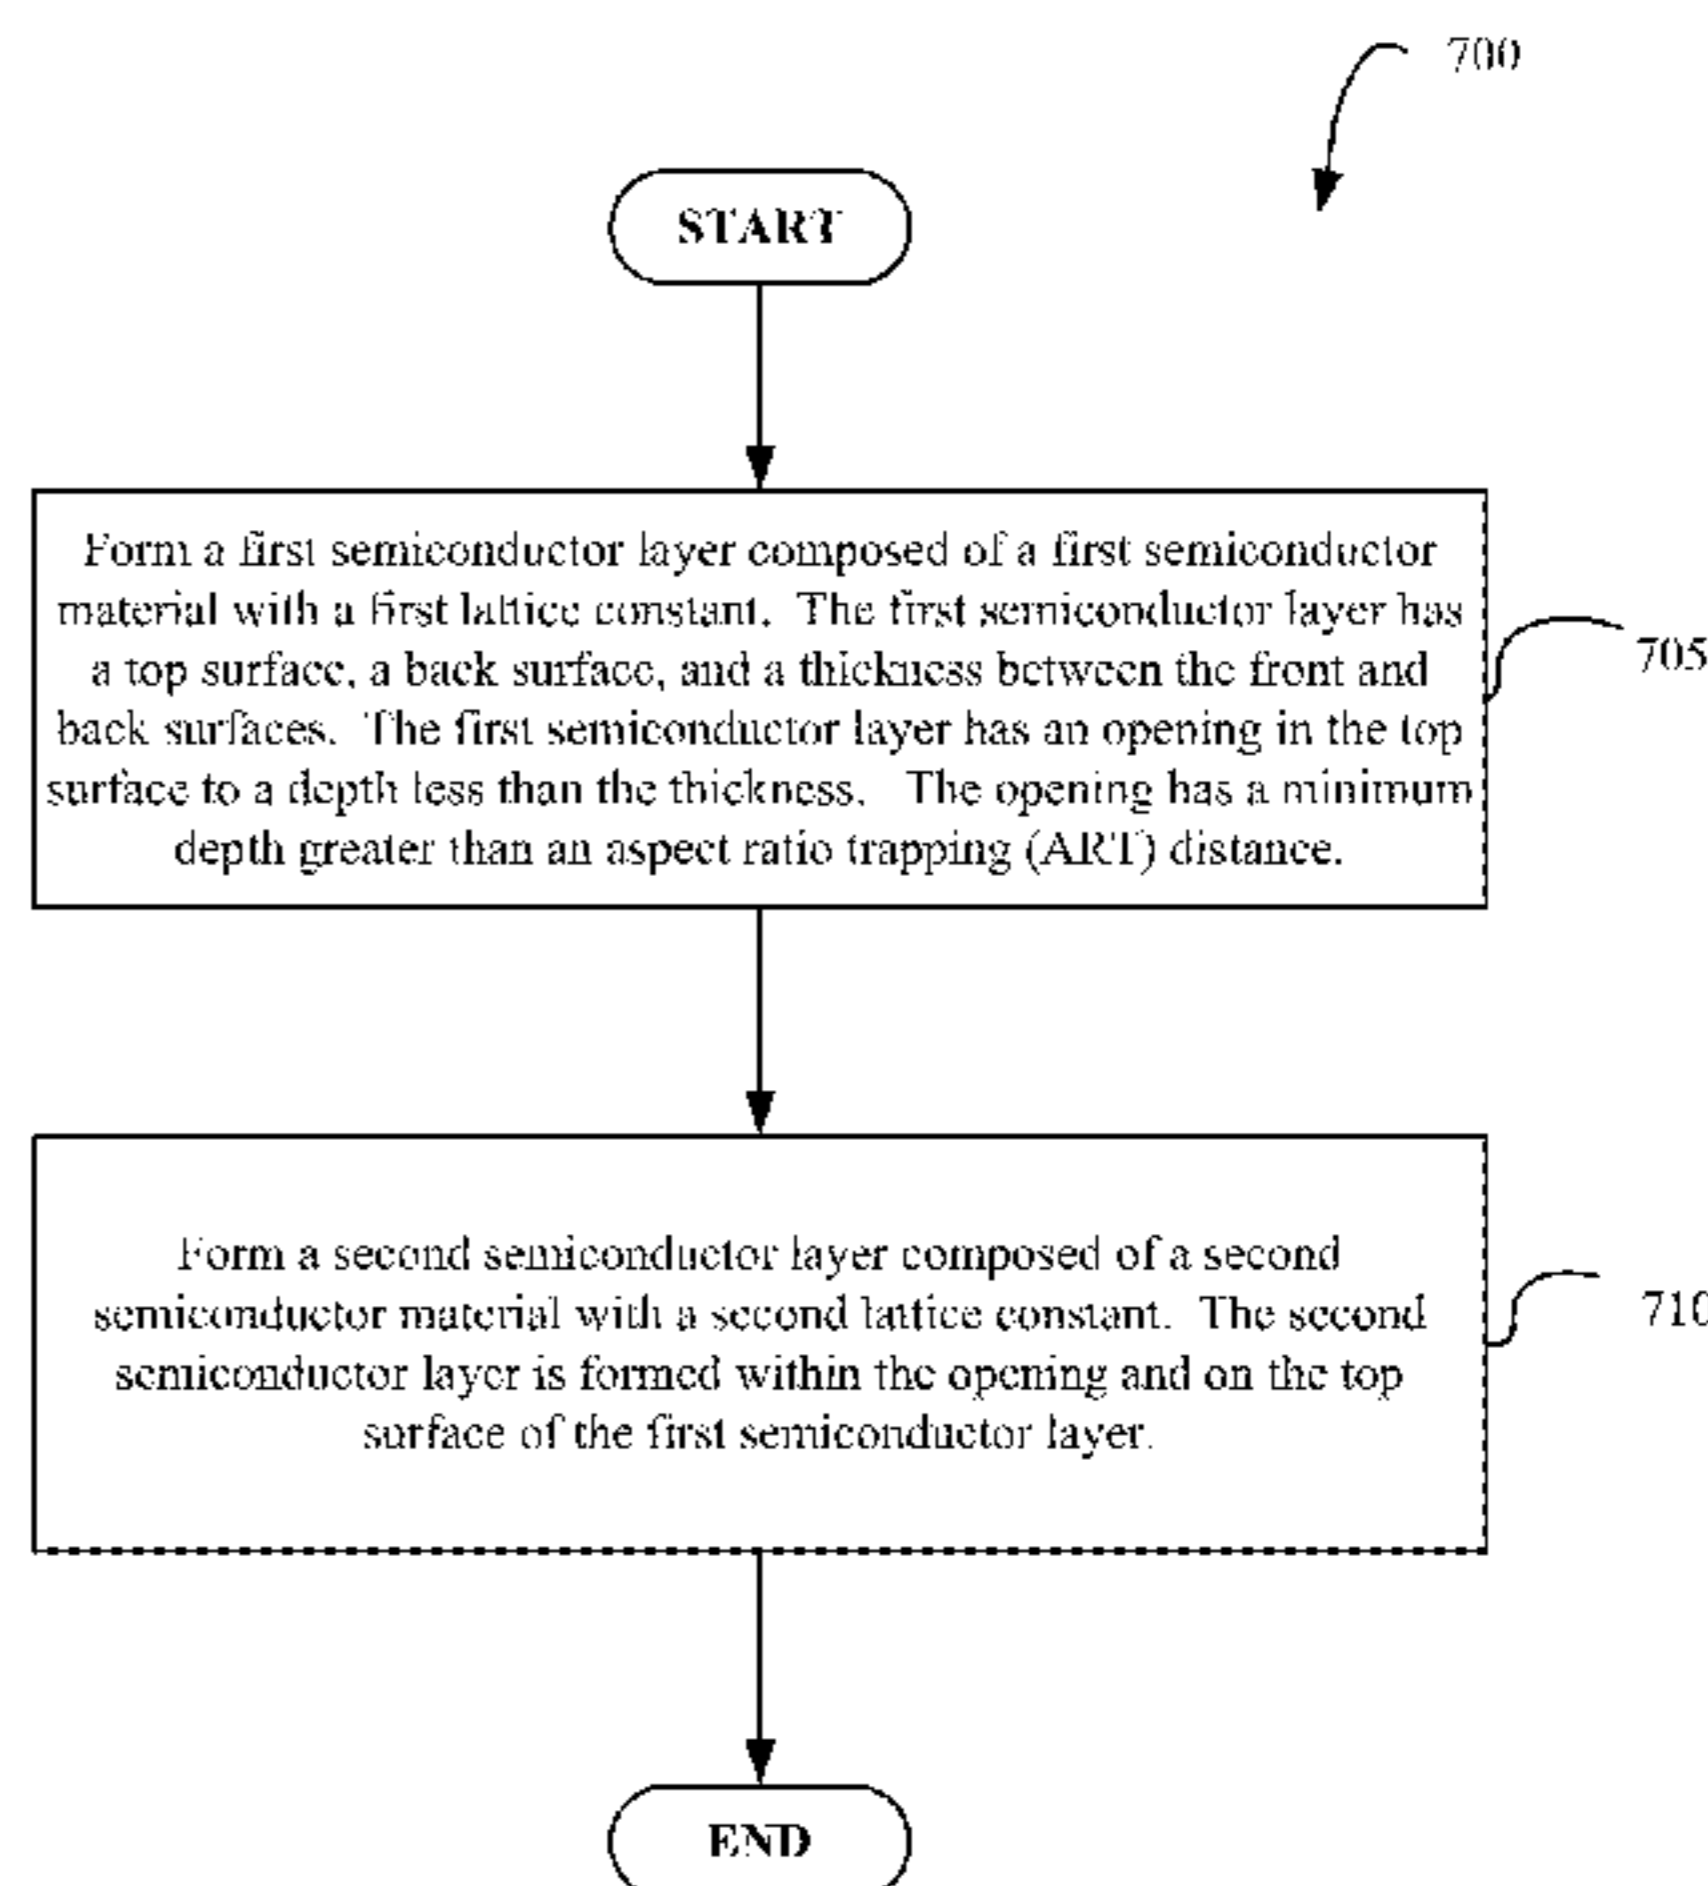 700
START
Form a first semiconductor layer composed of a first semiconductor
material with a first lattice constant. The first semiconductor layer has
a top surface, a back surface, and a thickness between the front and
back surfaces. The first semiconductor layer has an opening in the top
surface to a depth less than the thickness. The opening has a minimum
depth greater than an aspect ratio trapping (ART) distance.
705
Form a second semiconductor layer composed of a second
semiconductor material with a second lattice constant. The second
semiconductor layer is formed within the opening and on the top
surface of the first semiconductor layer.
710
END